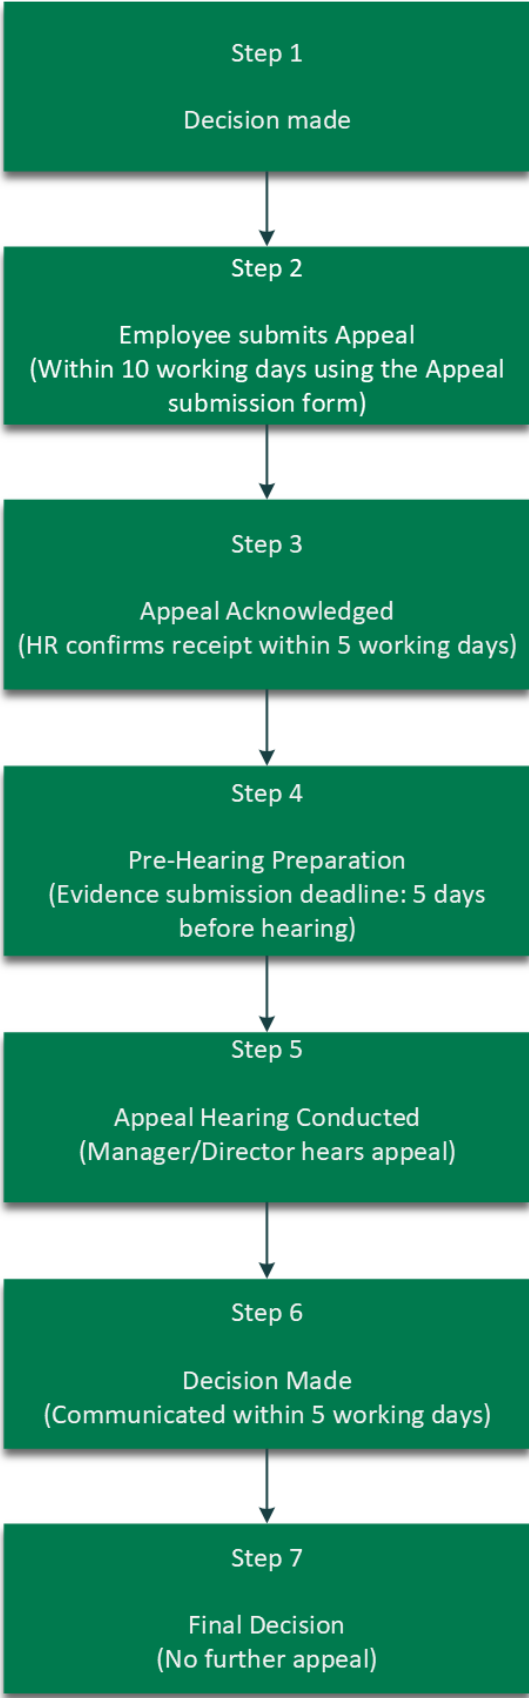 Step 1
Decision made
Step 2
Employee submits Appeal
(Within 10 working days using the Appeal
submission form)
Step 3
Appeal Acknowledged
(HR confirms receipt within 5 working days)
Step 4
Pre-Hearing Preparation
(Evidence submission deadline: 5 days
before hearing)
Step 5
Appeal Hearing Conducted
(Manager/Director hears appeal)
Step 6
Decision Made
(Communicated within 5 working days)
Step 7
Final Decision
(No further appeal)